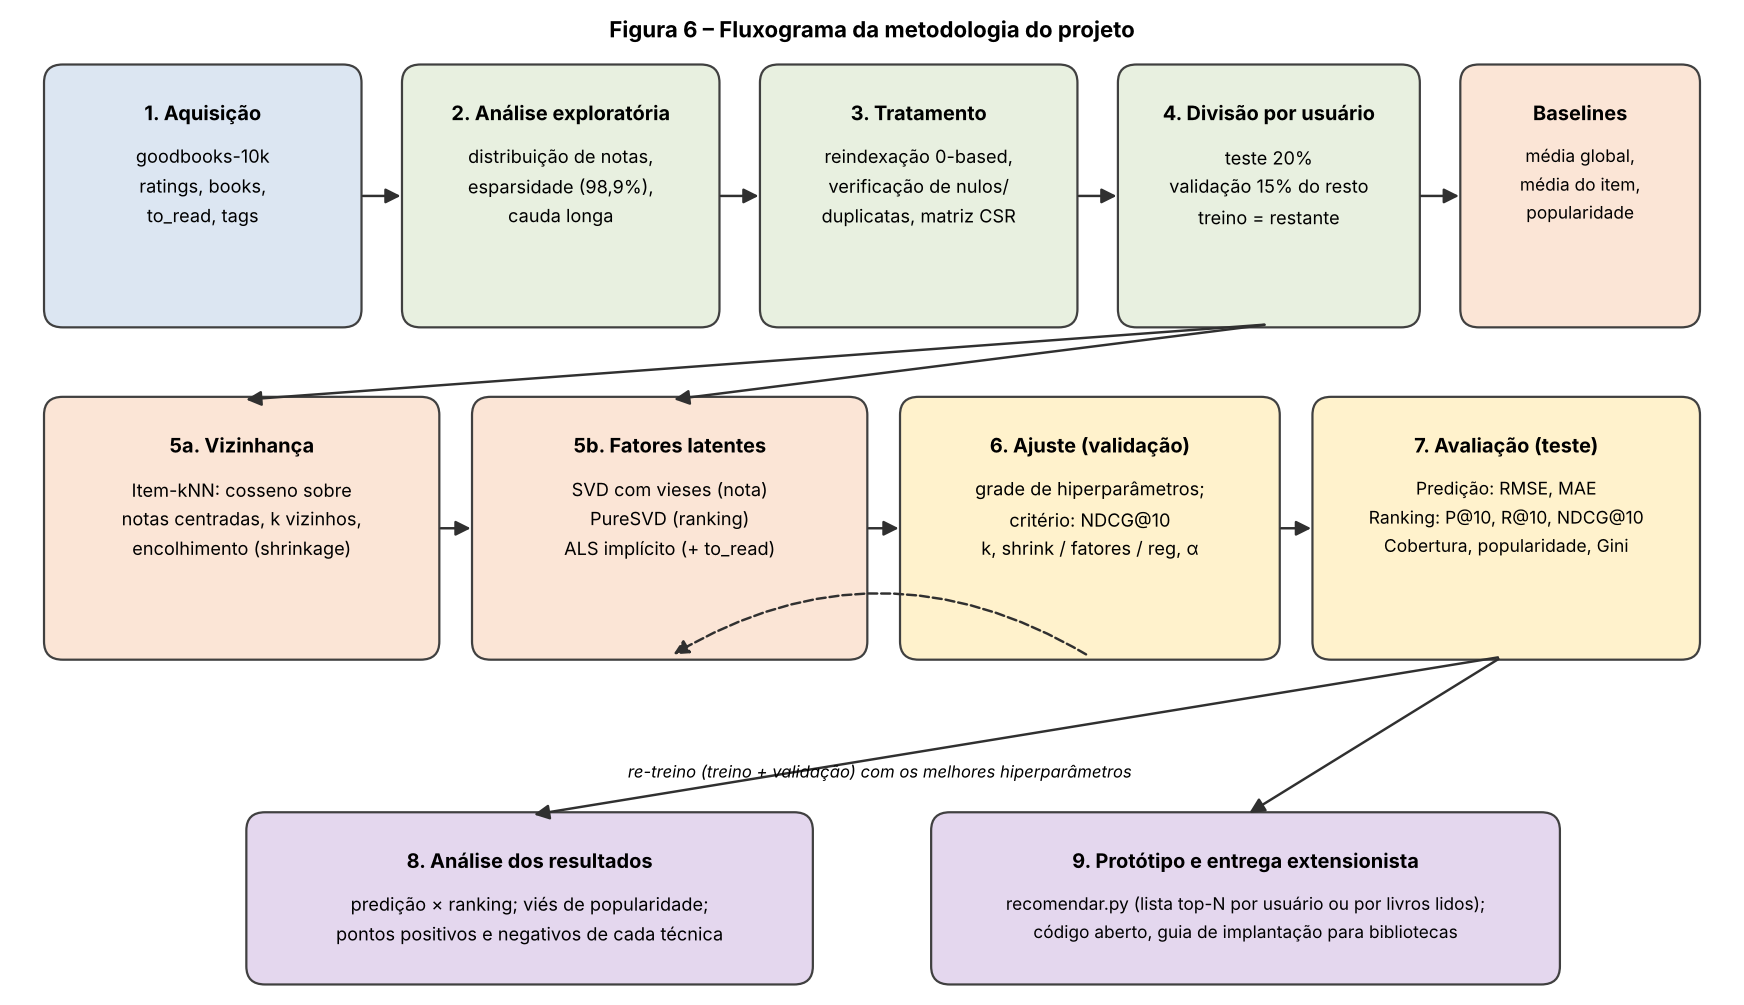 Figura 6 – Fluxograma da metodologia do projeto
1. Aquisição
goodbooks-10k
ratings, books,
to_read, tags
2. Análise exploratória
distribuição de notas,
esparsidade (98,9%),
cauda longa
3. Tratamento
reindexação 0-based,
verificação de nulos/
duplicatas, matriz CSR
4. Divisão por usuário
teste 20%
validação 15% do resto
treino = restante
Baselines
média global,
média do item,
popularidade
5a. Vizinhança
Item-kNN: cosseno sobre
notas centradas, k vizinhos,
encolhimento (shrinkage)
5b. Fatores latentes
SVD com vieses (nota)
PureSVD (ranking)
ALS implícito (+ to_read)
6. Ajuste (validação)
grade de hiperparâmetros;
critério: NDCG@10
k, shrink / fatores / reg, α
7. Avaliação (teste)
Predição: RMSE, MAE
Ranking: P@10, R@10, NDCG@10
Cobertura, popularidade, Gini
re-treino (treino + validação) com os melhores hiperparâmetros
8. Análise dos resultados
predição × ranking; viés de popularidade;
pontos positivos e negativos de cada técnica
9. Protótipo e entrega extensionista
recomendar.py (lista top-N por usuário ou por livros lidos);
código aberto, guia de implantação para bibliotecas